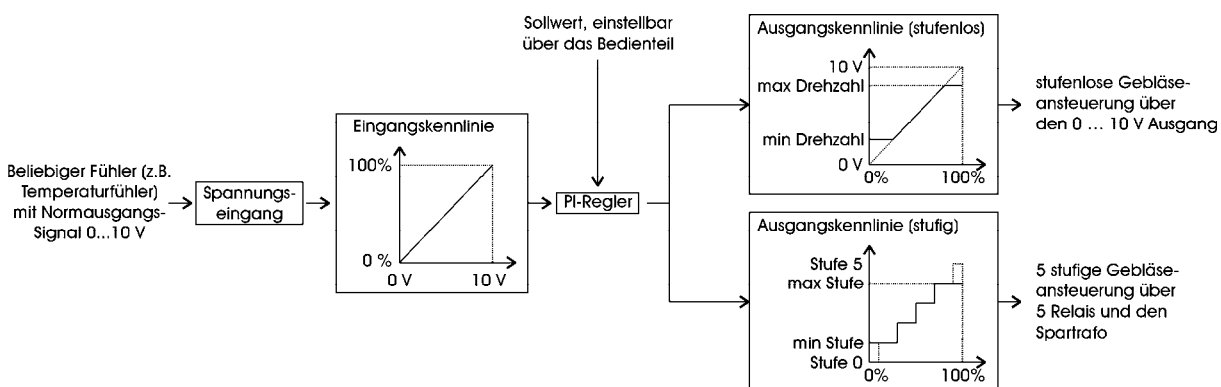 Beliebiger Fühler (z.B.
Temperaturfühler)
mit Normausgangs-
Signal 0...10 V
Spannungs-
eingang
Eingangskennlinie
100%
0 %
0 V
10 V
Sollwert, einstellbar
über das Bedienteil
PI-Regler
Ausgangskennlinie (stufenlos)
10 V
max Drehzahl
min Drehzahl
0 V
0%
100%
stufenlose Gebläse-
ansteuerung über
den 0 ... 10 V Ausgang
Ausgangskennlinie (stufig)
Stufe 5
max Stufe
min Stufe
Stufe 0
0%
100%
5 stufige Gebläse-
ansteuerung über
5 Relais und den
Spartrafo